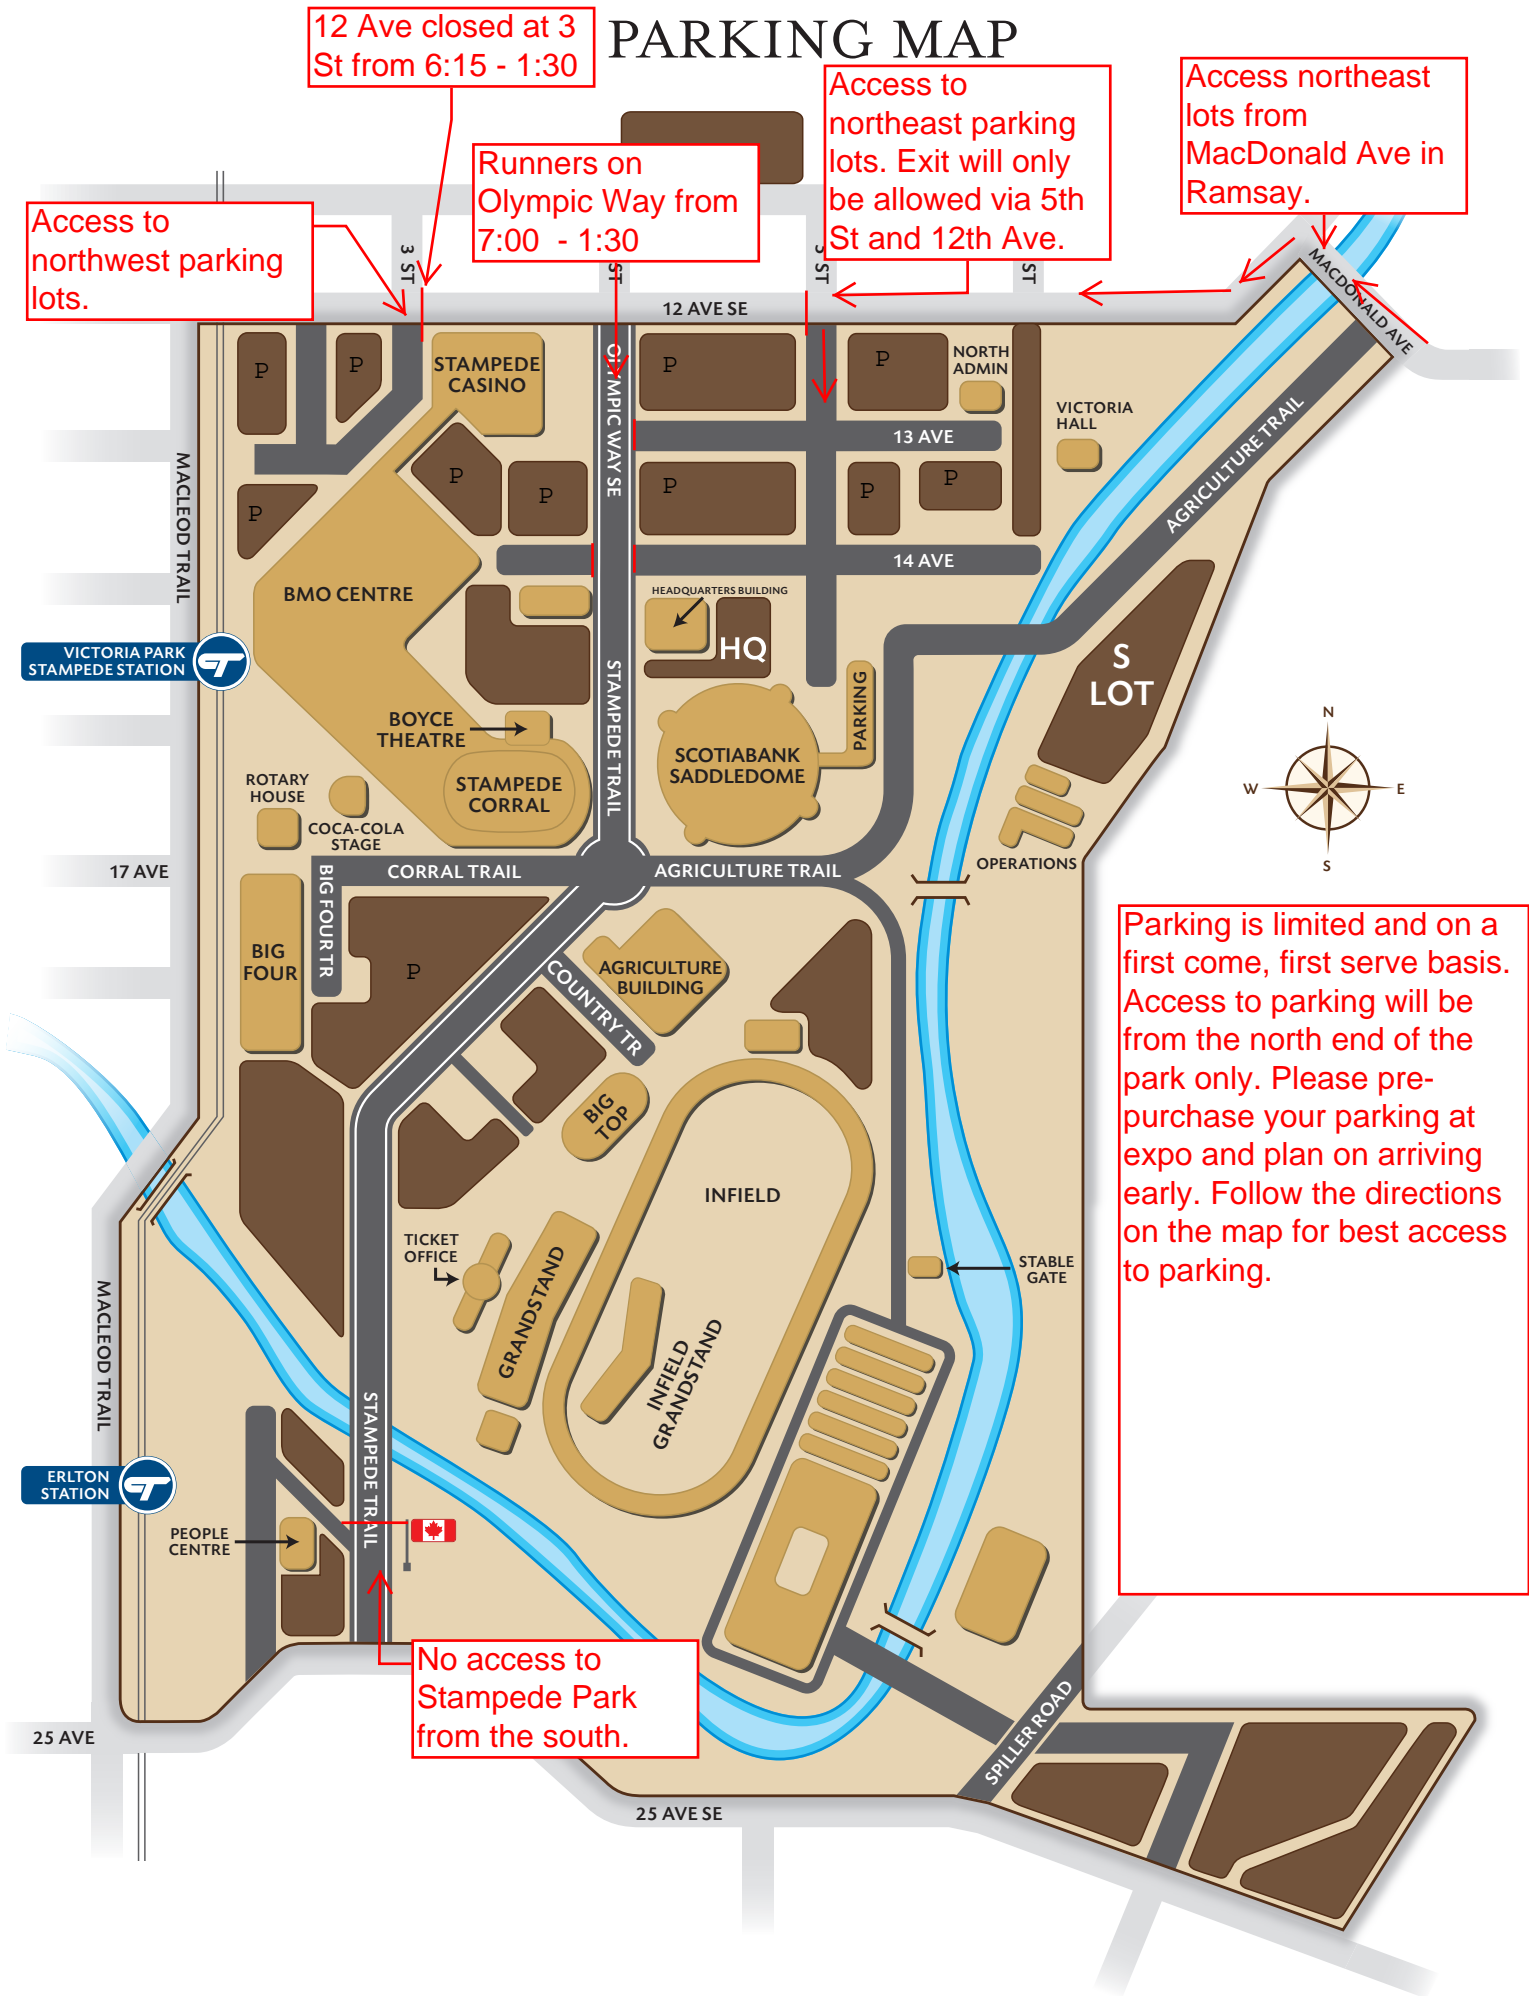 PARKING MAP
12 Ave closed at 3
St from 6:15 - 1:30
Access to
northeast parking
lots. Exit will only
be allowed via 5th
St and 12th Ave.
Access northeast
lots from
MacDonald Ave in
Ramsay.
Runners on
Olympic Way from
7:00 - 1:30
Access to
northwest parking
lots.
3 ST
ST
ST
ST
12 AVE SE
MACDONALD AVE
P
P
STAMPEDE
CASINO
OLYMPIC WAY SE
P
P
NORTH
ADMIN
VICTORIA
HALL
13 AVE
AGRICULTURE TRAIL
MACLEOD TRAIL
P
P
P
P
P
P
14 AVE
BMO CENTRE
HEADQUARTERS BUILDING
HQ
VICTORIA PARK
STAMPEDE STATION
S
LOT
STAMPEDE TRAIL
PARKING
BOYCE
THEATRE
SCOTIABANK
SADDLEDOME
STAMPEDE
CORRAL
ROTARY
HOUSE
COCA-COLA
STAGE
N
W
E
S
OPERATIONS
17 AVE
BIG FOUR TR
CORRAL TRAIL
AGRICULTURE TRAIL
Parking is limited and on a
first come, first serve basis.
Access to parking will be
from the north end of the
park only. Please pre-
purchase your parking at
expo and plan on arriving
early. Follow the directions
on the map for best access
to parking.
BIG
FOUR
P
COUNTRY TR
AGRICULTURE
BUILDING
BIG
TOP
INFIELD
TICKET
OFFICE
GRANDSTAND
INFIELD
GRANDSTAND
STABLE
GATE
MACLEOD TRAIL
STAMPEDE TRAIL
ERLTON
STATION
PEOPLE
CENTRE
No access to
Stampede Park
from the south.
SPILLER ROAD
25 AVE
25 AVE SE